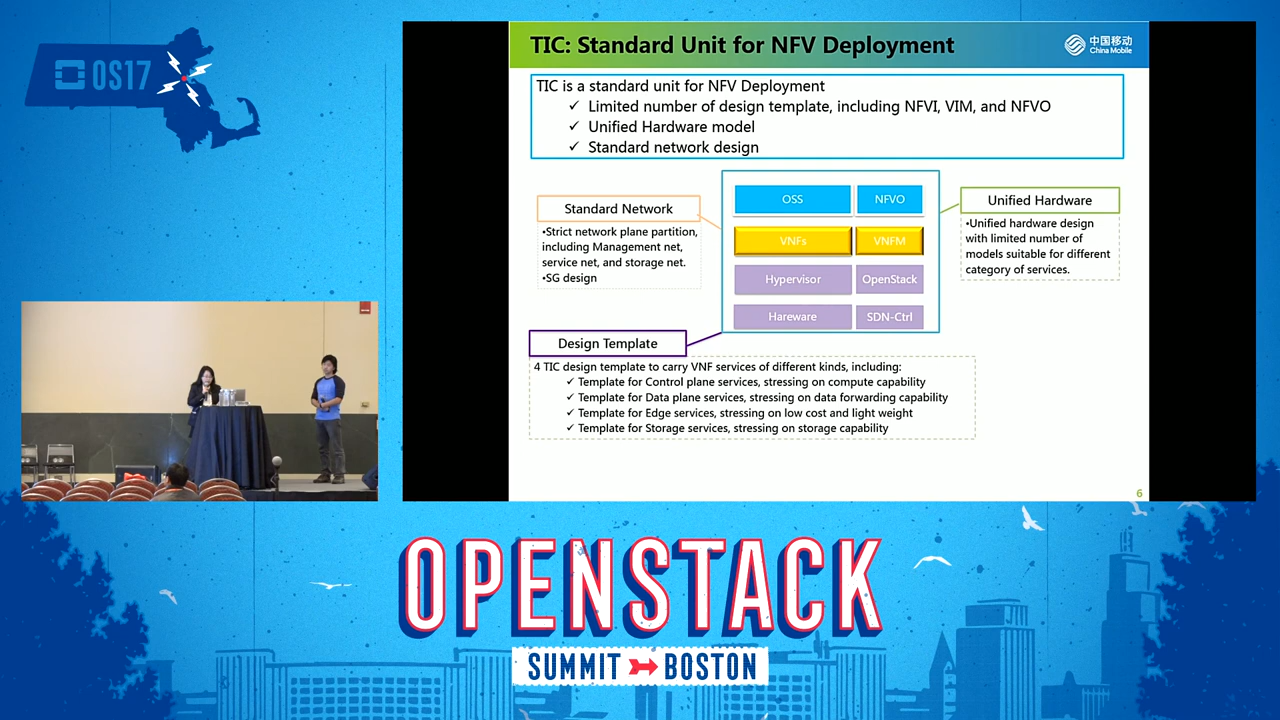 OS17
TIC: Standard Unit for NFV Deployment
中国移动
China Mobile
TIC is a standard unit for NFV Deployment
✓ Limited number of design template, including NFVI, VIM, and NFVO
✓ Unified Hardware model
✓ Standard network design
Standard Network
•Strict network plane partition,
including Management net,
service net, and storage net.
•SG design
OSS
NFVO
VNFs
VNFM
Hypervisor
OpenStack
Hareware
SDN-Ctrl
Unified Hardware
•Unified hardware design
with limited number of
models suitable for different
category of services.
Design Template
4 TIC design template to carry VNF services of different kinds, including:
✓ Template for Control plane services, stressing on compute capability
✓ Template for Data plane services, stressing on data forwarding capability
✓ Template for Edge services, stressing on low cost and light weight
✓ Template for Storage services, stressing on storage capability
6
OPENSTACK
SUMMIT BOSTON